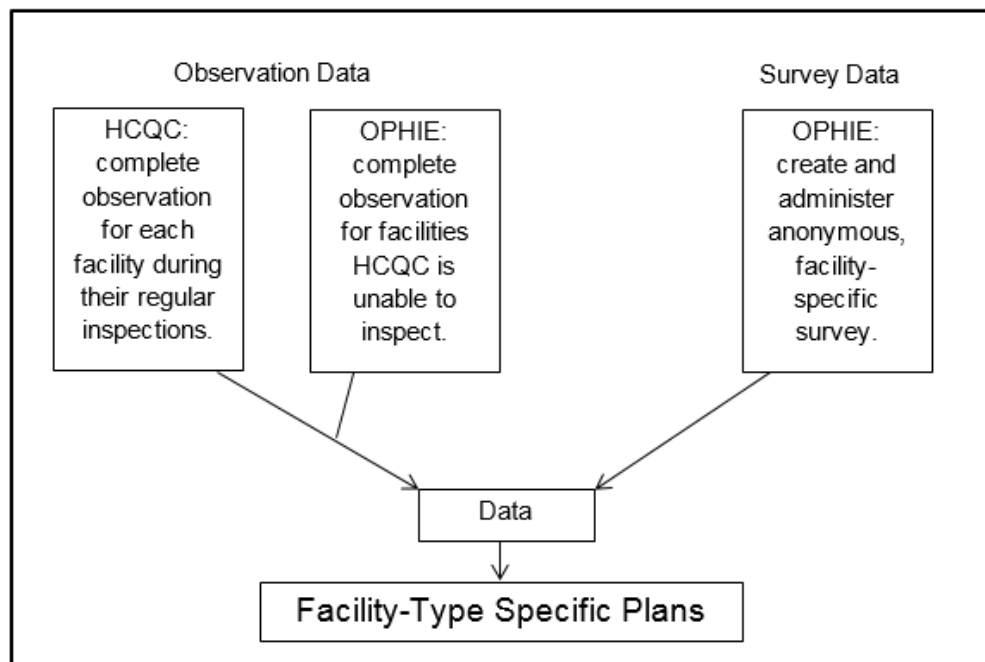 Observation Data
Survey Data
HCQC:
complete
observation
for each
facility during
their regular
inspections.
OPHIE:
complete
observation
for facilities
HCQC is
unable to
inspect.
OPHIE:
create and
administer
anonymous,
facility-
specific
survey.
Data
Facility-Type Specific Plans